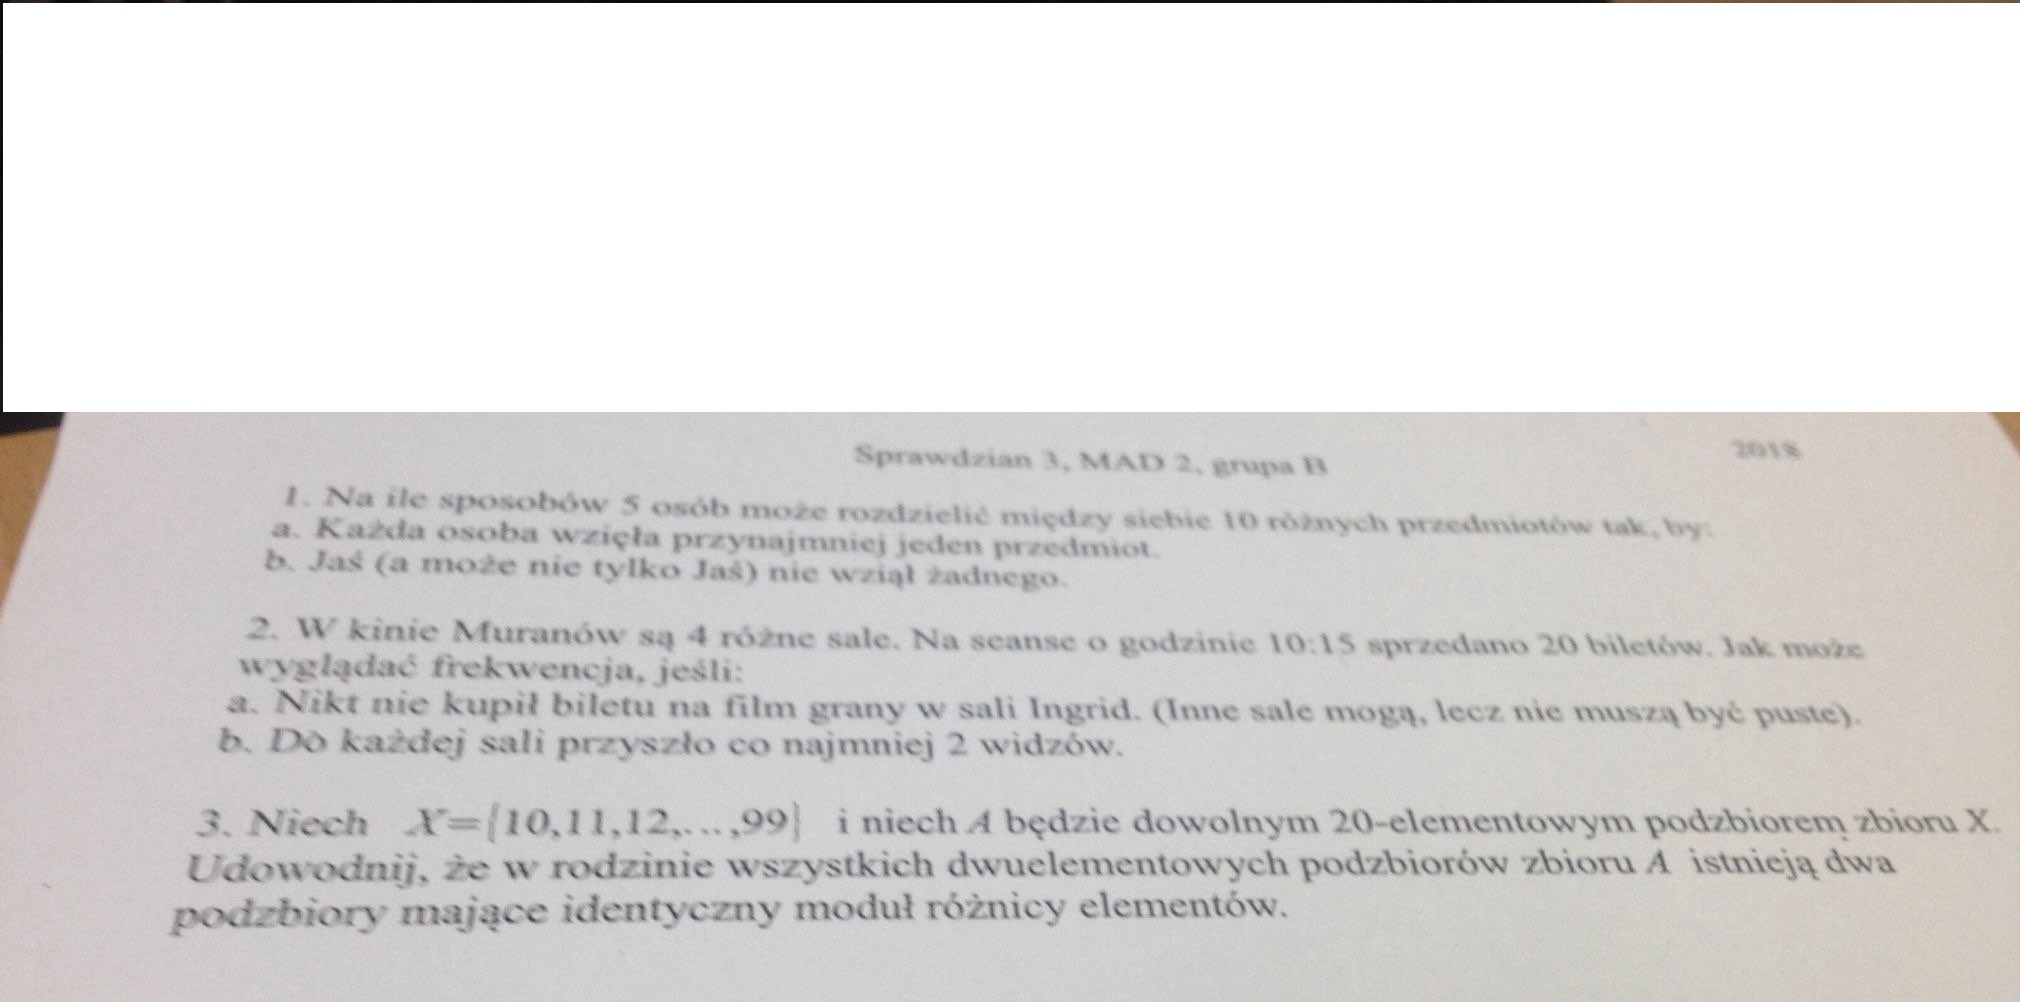 Sprawdzian 3, MAD 2, grupa B 2018
1. Na ile sposobów 5 osób może rozdzielić między siebie 10 różnych przedmiotów tak, by:
a. Każda osoba wzięła przynajmniej jeden przedmiot.
b. Jaś (a może nie tylko Jaś) nie wziął żadnego.
2. W kinie Muranów są 4 różne sale. Na seanse o godzinie 10:15 sprzedano 20 biletów. Jak może
wyglądać frekwencja, jeśli:
a. Nikt nie kupił biletu na film grany w sali Ingrid. (Inne sale mogą, lecz nie muszą być puste).
b. Do każdej sali przyszło co najmniej 2 widzów.
3. Niech X={10,11,12,...,99} i niech A będzie dowolnym 20-elementowym podzbiorem zbioru X.
Udowodnij, że w rodzinie wszystkich dwuelementowych podzbiorów zbioru A istnieją dwa
podzbiory mające identyczny moduł różnicy elementów.